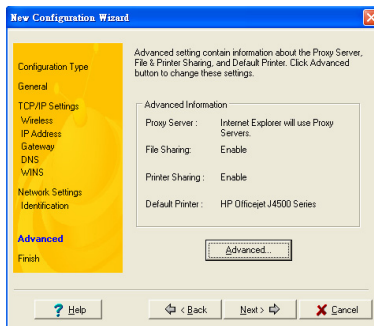 New Configuration Wizard
Configuration Type
General
TCP/IP Settings
Wireless
IP Address
Gateway
DNS
WINS
Network Settings
Identification
Advanced
Finish
Advanced setting contain information about the Proxy Server,
File & Printer Sharing, and Default Printer. Click Advanced
button to change these settings.
Advanced Information
Proxy Server : Internet Explorer will use Proxy
Servers.
File Sharing: Enable
Printer Sharing : Enable
Default Printer : HP Officejet J4500 Series
Advanced...
Help
< Back
Next >
Cancel